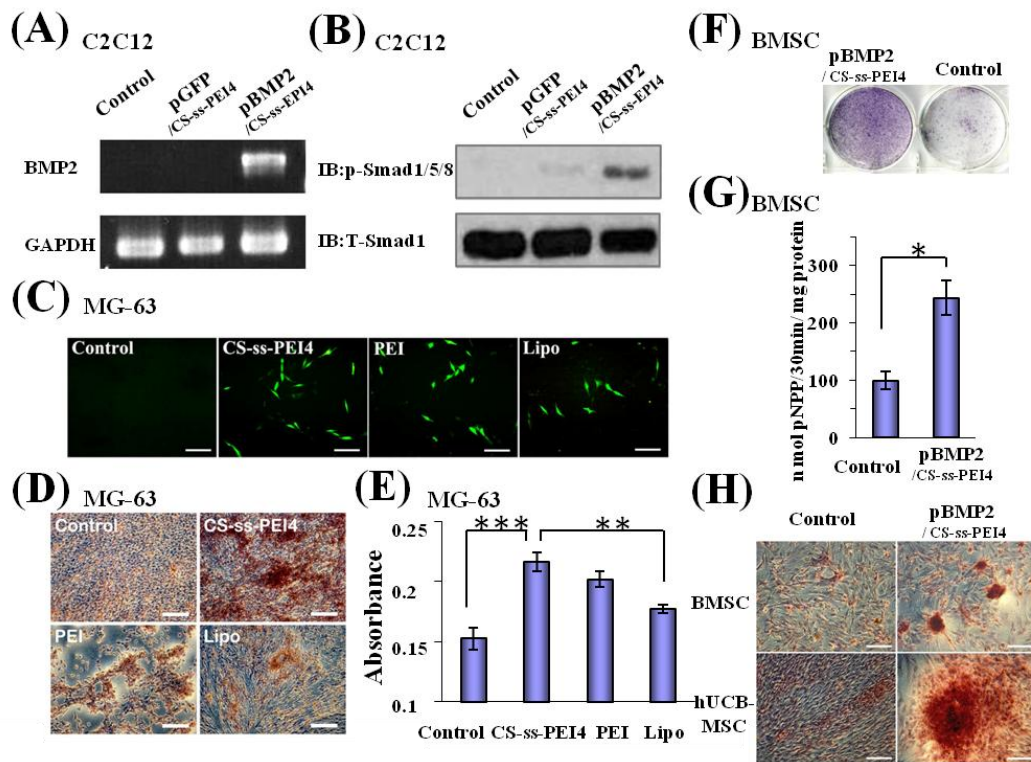 (A) C2C12
Control
pGFP
/CS-ss-PEI4
pBMP2
/CS-ss-EPI4
BMP2
GAPDH
(B) C2C12
Control
pGFP
/CS-ss-PEI4
pBMP2
/CS-ss-EPI4
IB:p-Smad1/5/8
IB:T-Smad1
(C) MG-63
Control
CS-ss-PEI4
PEI
Lipo
(D) MG-63
Control
CS-ss-PEI4
PEI
Lipo
(E) MG-63
Absorbance
0.25
0.2
0.15
0.1
***
**
Control CS-ss-PEI4 PEI Lipo
(F) BMSC
pBMP2
/ CS-ss-PEI4
Control
(G) BMSC
n mol pNPP/30min/ mg protein
300
250
200
100
0
*
Control
pBMP2
/CS-ss-PEI4
(H)
Control
pBMP2
/ CS-ss-PEI4
BMSC
hUCB-
MSC